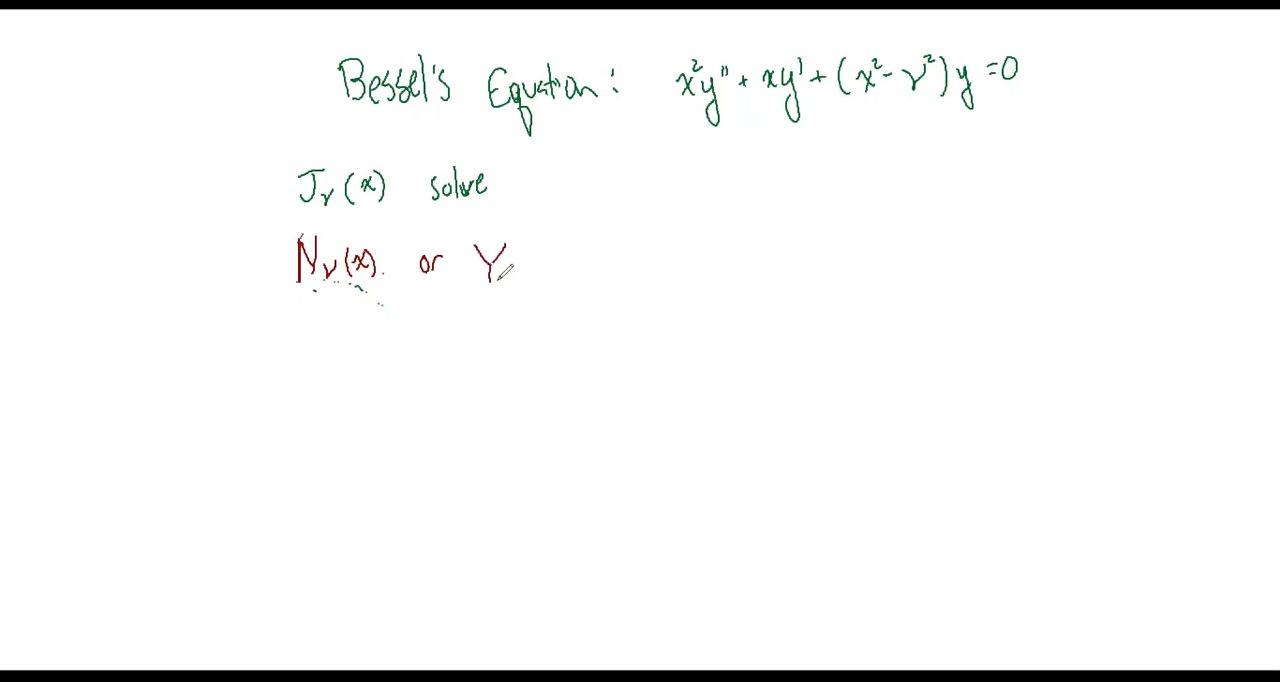 Bessel's Equation: x²y'' + xy' + (x² - ν²)y = 0
Jν(x) solve
Nν(x) or Y